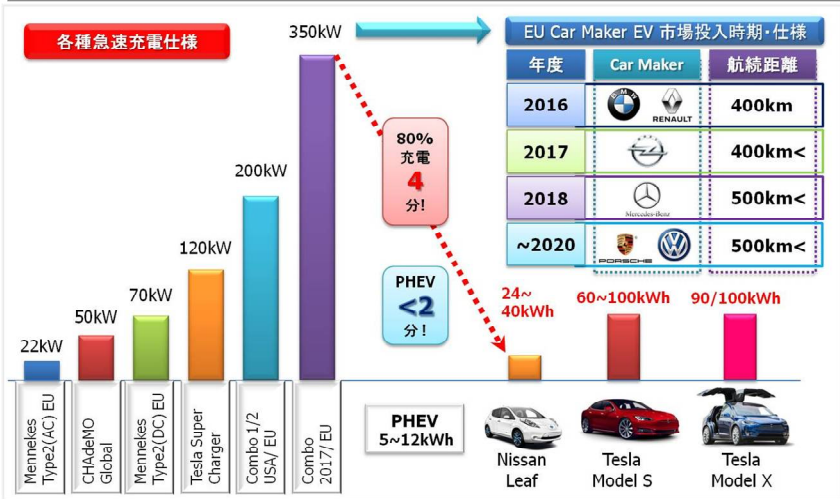 各種急速充電仕様
350kW
200kW
120kW
70kW
50kW
22kW
Mennekes
Type2(AC) EU
CHAdeMO
Global
Mennekes
Type2(DC) EU
Tesla Super
Charger
Combo 1/2
USA/ EU
Combo
2017/ EU
80%
充電
4
分!
PHEV
<2
分!
PHEV
5~12kWh
EU Car Maker EV 市場投入時期・仕様
年度 Car Maker 航続距離
2016 BMW RENAULT 400km
2017 400km<
2018 Mercedes-Benz 500km<
~2020 PORSCHE 500km<
24~
40kWh
60~100kWh
90/100kWh
Nissan
Leaf
Tesla
Model S
Tesla
Model X